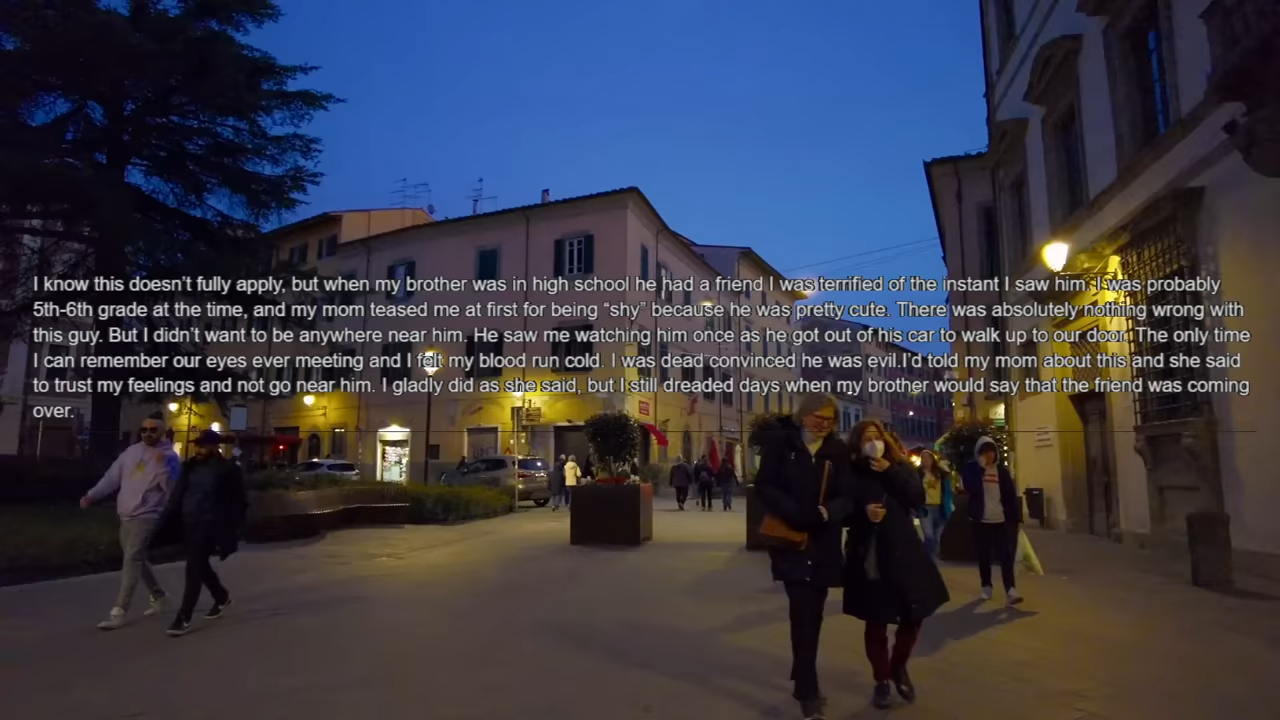 I know this doesn’t fully apply, but when my brother was in high school he had a friend I was terrified of the instant I saw him. I was probably
5th-6th grade at the time, and my mom teased me at first for being “shy” because he was pretty cute. There was absolutely nothing wrong with
this guy. But I didn’t want to be anywhere near him. He saw me watching him once as he got out of his car to walk up to our door. The only time
I can remember our eyes ever meeting and I felt my blood run cold. I was dead convinced he was evil.I’d told my mom about this and she said
to trust my feelings and not go near him. I gladly did as she said, but I still dreaded days when my brother would say that the friend was coming
over.